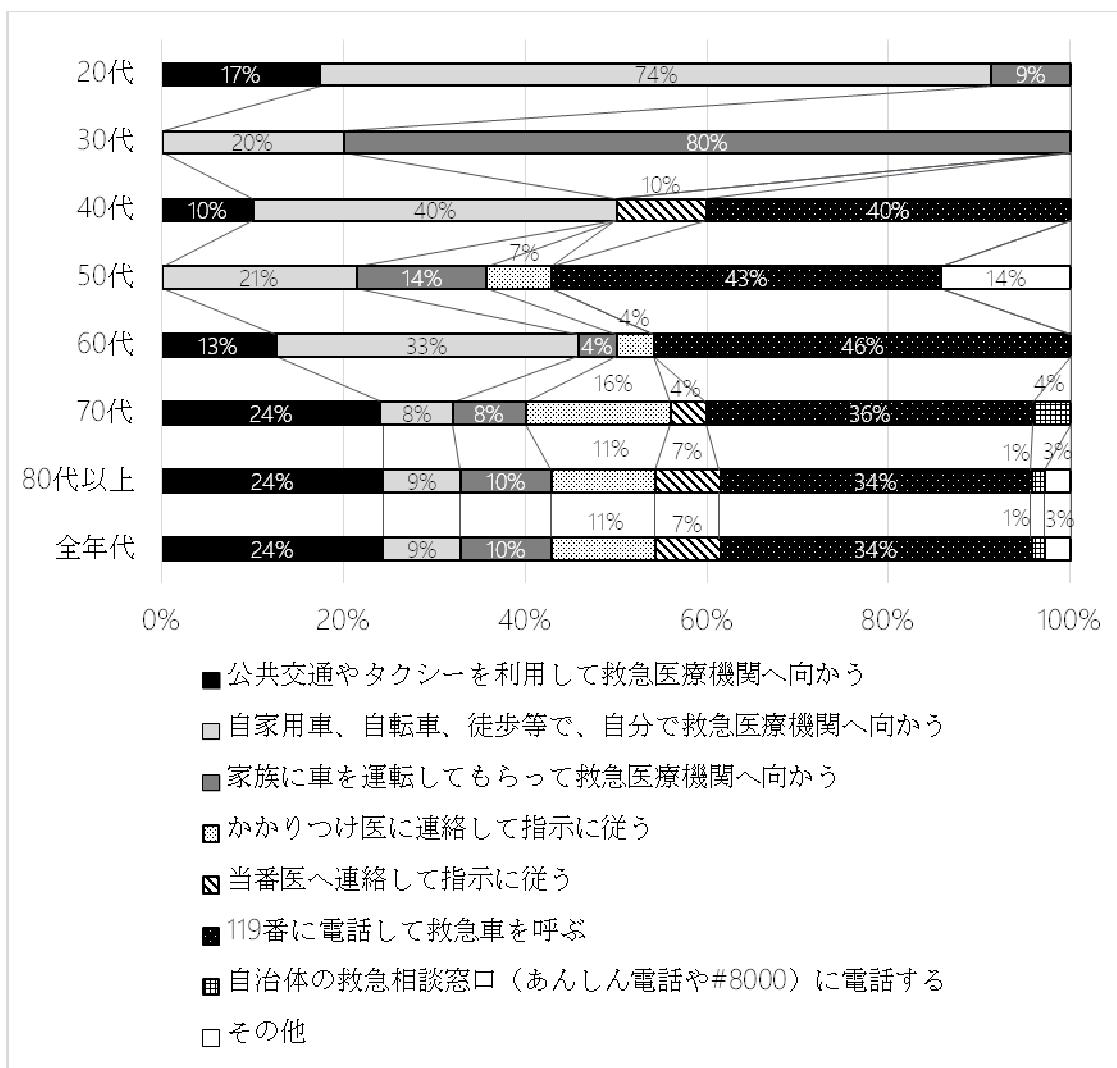 20代 17% 74% 9%
30代 20% 80%
10%
40代 10% 40% 40%
7%
50代 21% 14% 43% 14%
4%
60代 13% 33% 4% 46%
16% 4% 4%
70代 24% 8% 8% 36%
11% 7% 1% 3%
80代以上 24% 9% 10% 34%
11% 7% 1% 3%
全年代 24% 9% 10% 34%
0% 20% 40% 60% 80% 100%
公共交通やタクシーを利用して救急医療機関へ向かう
自家用車、自転車、徒歩等で、自分で救急医療機関へ向かう
家族に車を運転してもらって救急医療機関へ向かう
かかりつけ医に連絡して指示に従う
当番医へ連絡して指示に従う
119番に電話して救急車を呼ぶ
自治体の救急相談窓口（あんしん電話や#8000）に電話する
その他